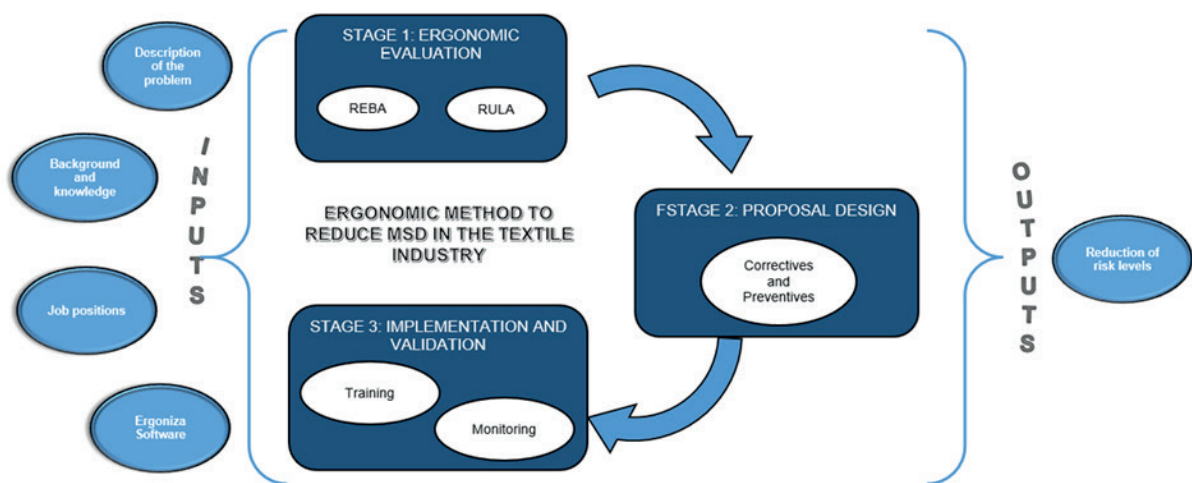 Description
of the
problem
Background
and
knowledge
Job positions
Ergoniza
Software
INPUTS
STAGE 1: ERGONOMIC
EVALUATION
REBA
RULA
ERGONOMIC METHOD TO
REDUCE MSD IN THE TEXTILE
INDUSTRY
FSTAGE 2: PROPOSAL DESIGN
Correctives
and
Preventives
STAGE 3: IMPLEMENTATION AND
VALIDATION
Training
Monitoring
OUTPUTS
Reduction of
risk levels